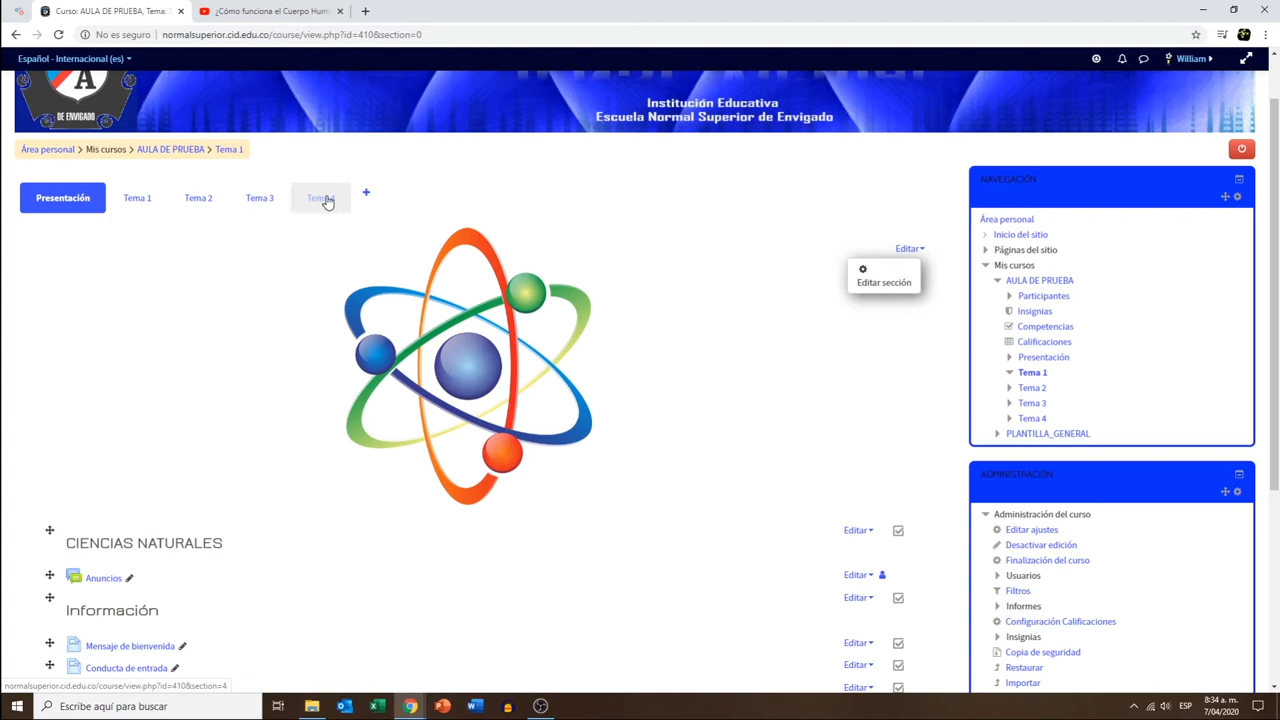 Curso: AULA DE PRUEBA, Tema:
¿Cómo funciona el Cuerpo Hum
No es seguro
normalsuperior.cid.edu.co/course/view.php?id=410&section=0
Español - Internacional (es)
William
A
DE ENVIGADO
Institución Educativa
Escuela Normal Superior de Envigado
Área personal > Mis cursos > AULA DE PRUEBA > Tema 1
Presentación
Tema 1
Tema 2
Tema 3
+
Editar
Editar sección
CIENCIAS NATURALES
Editar
Anuncios
Editar
Información
Editar
Mensaje de bienvenida
Editar
Conducta de entrada
Editar
Editar
NAVEGACIÓN
Área personal
Inicio del sitio
Páginas del sitio
Mis cursos
AULA DE PRUEBA
Participantes
Insignias
Competencias
Calificaciones
Presentación
Tema 1
Tema 2
Tema 3
Tema 4
PLANTILLA_GENERAL
ADMINISTRACIÓN
Administración del curso
Editar ajustes
Desactivar edición
Finalización del curso
Usuarios
Filtros
Informes
Configuración Calificaciones
Insignias
Copia de seguridad
Restaurar
Importar
normalsuperior.cid.edu.co/course/view.php?id=410&section=4
Escribe aquí para buscar
ESP
8:34 a. m.
7/04/2020